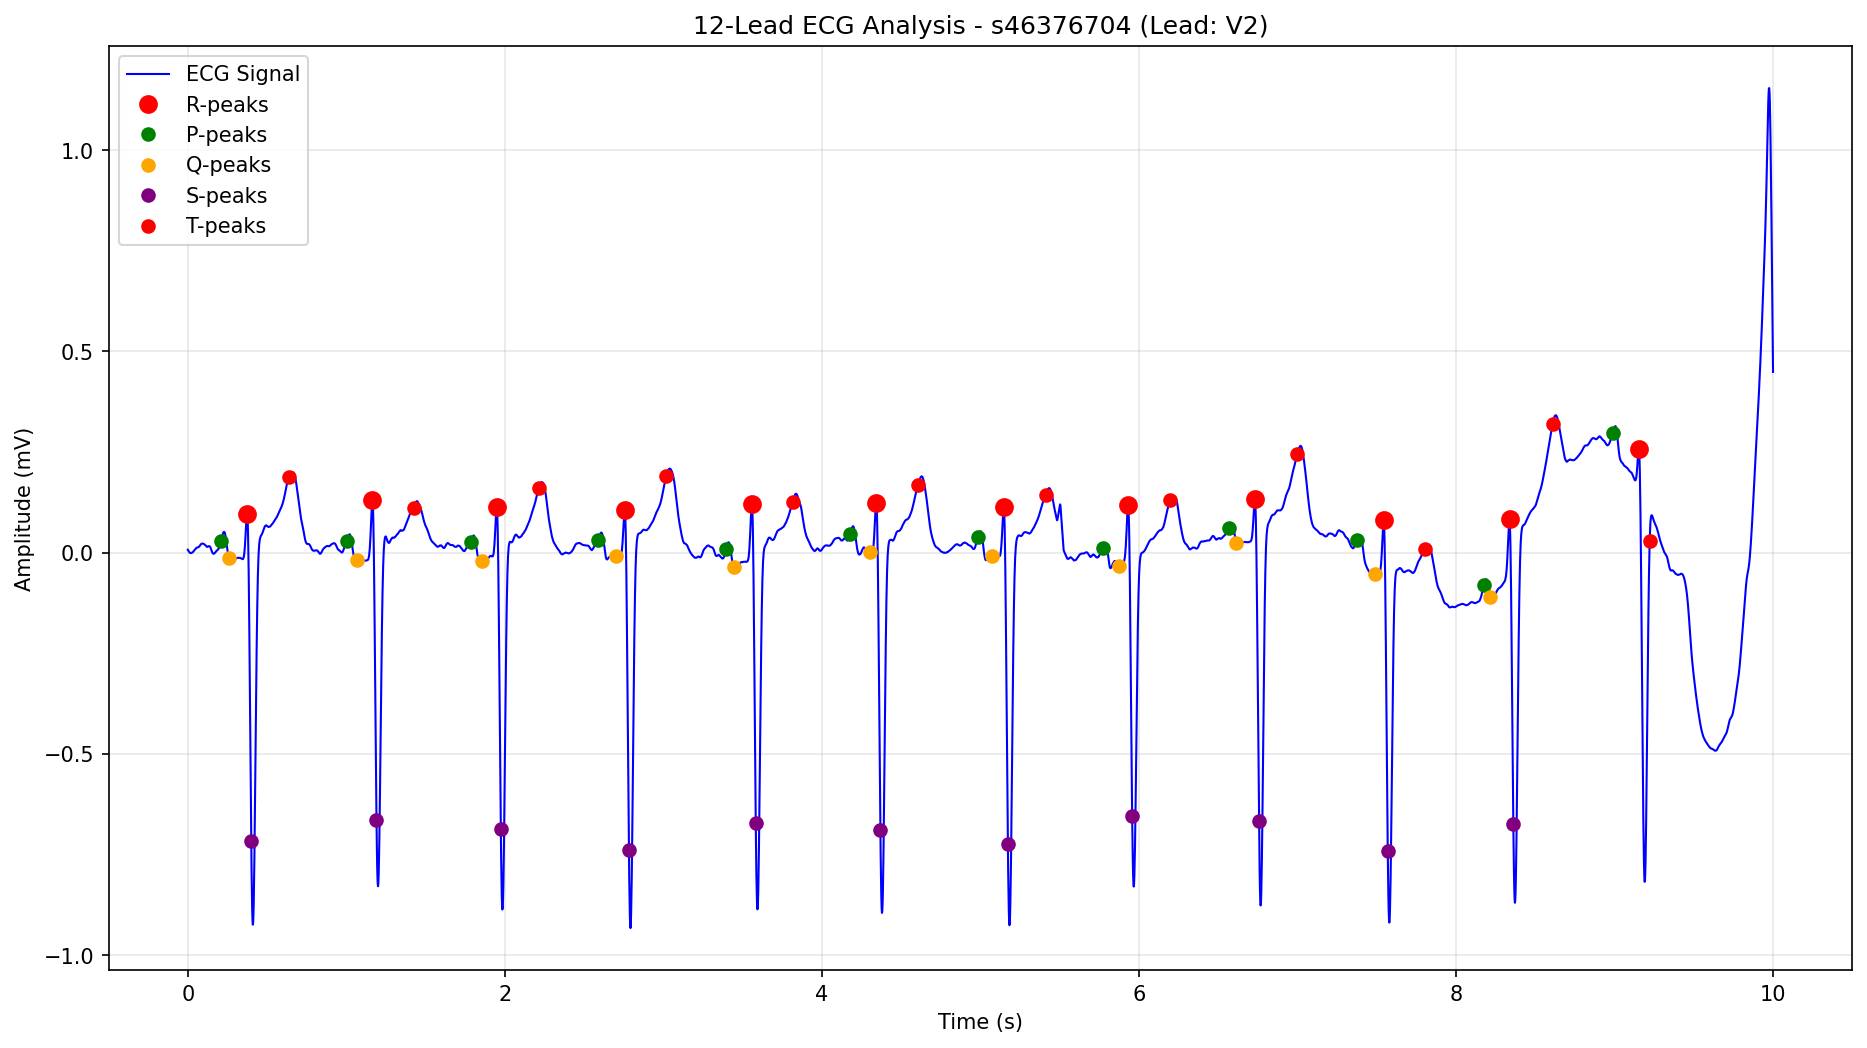 12-Lead ECG Analysis - s46376704 (Lead: V2)
ECG Signal
R-peaks
P-peaks
Q-peaks
S-peaks
T-peaks
Amplitude (mV)
1.0
0.5
0.0
−0.5
−1.0
0
2
4
6
8
10
Time (s)